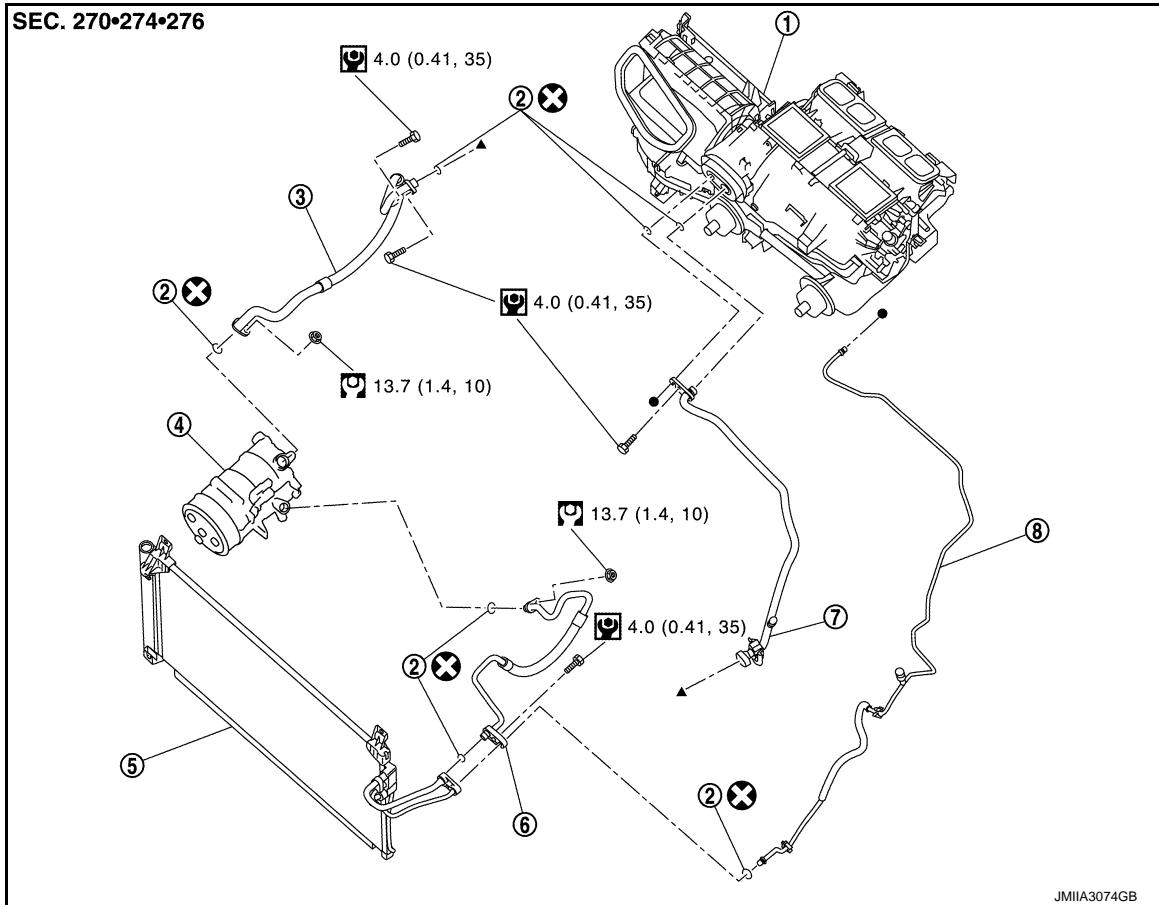 SEC. 270•274•276
①
4.0 (0.41, 35)
②
③
②
4.0 (0.41, 35)
13.7 (1.4, 10)
④
13.7 (1.4, 10)
⑧
4.0 (0.41, 35)
⑦
②
⑤
②
⑥
JMIIA3074GB